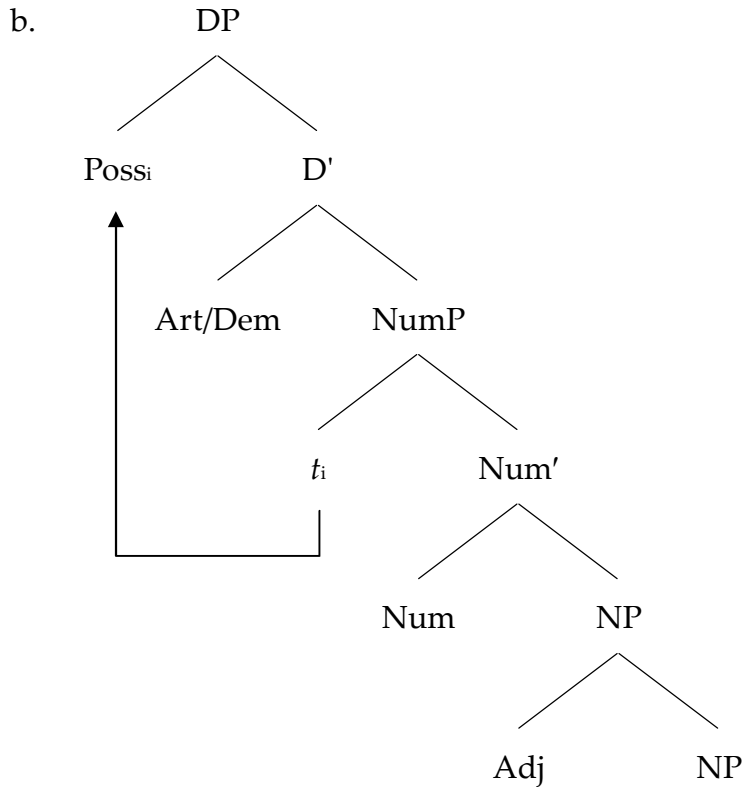 b. DP
Possᵢ D'
Art/Dem NumP
tᵢ Num′
Num NP
Adj NP